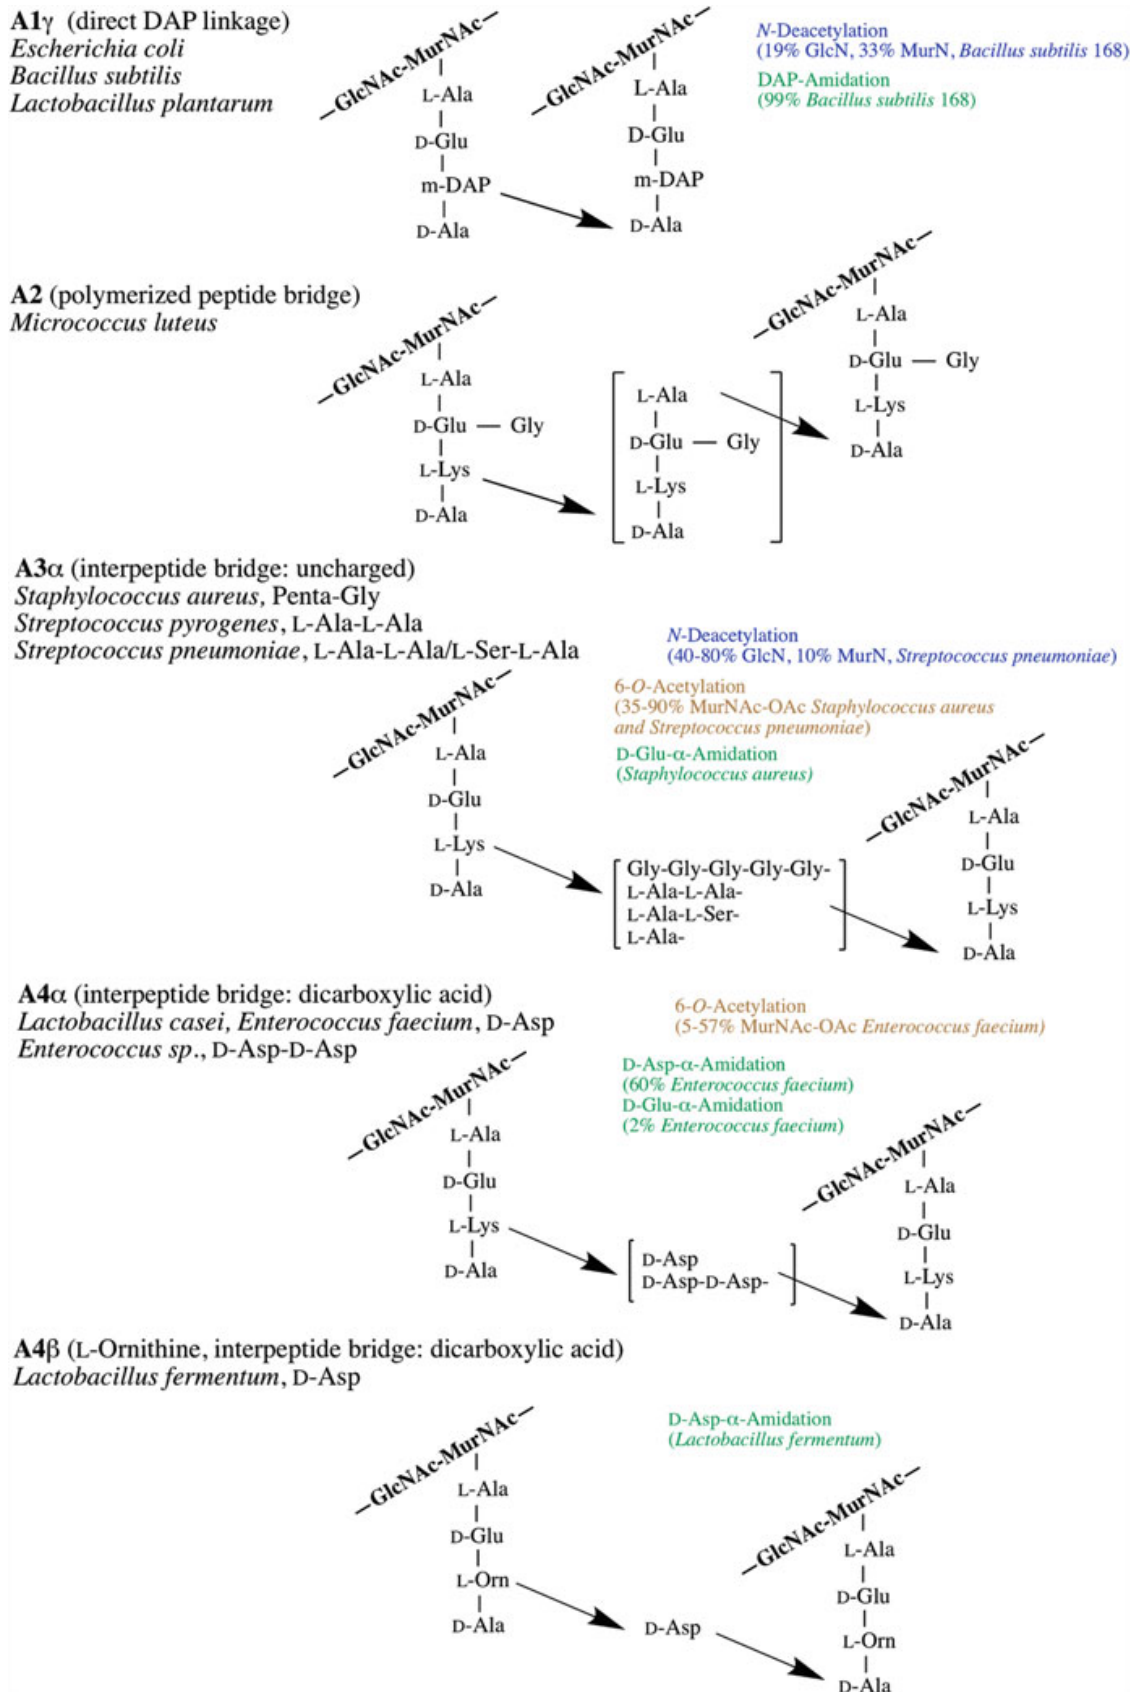 A1γ (direct DAP linkage)
Escherichia coli
Bacillus subtilis
Lactobacillus plantarum
N-Deacetylation
(19% GlcN, 33% MurN, Bacillus subtilis 168)
DAP-Amidation
(99% Bacillus subtilis 168)
—GlcNAc-MurNAc—
L-Ala
D-Glu
m-DAP
D-Ala
—GlcNAc-MurNAc—
L-Ala
D-Glu
m-DAP
D-Ala
A2 (polymerized peptide bridge)
Micrococcus luteus
—GlcNAc-MurNAc—
L-Ala
D-Glu — Gly
L-Lys
D-Ala
L-Ala
D-Glu — Gly
L-Lys
D-Ala
—GlcNAc-MurNAc—
L-Ala
D-Glu — Gly
L-Lys
D-Ala
A3α (interpeptide bridge: uncharged)
Staphylococcus aureus, Penta-Gly
Streptococcus pyrogenes, L-Ala-L-Ala
Streptococcus pneumoniae, L-Ala-L-Ala/L-Ser-L-Ala
N-Deacetylation
(40-80% GlcN, 10% MurN, Streptococcus pneumoniae)
6-O-Acetylation
(35-90% MurNAc-OAc Staphylococcus aureus
and Streptococcus pneumoniae)
D-Glu-α-Amidation
(Staphylococcus aureus)
—GlcNAc-MurNAc—
L-Ala
D-Glu
L-Lys
D-Ala
Gly-Gly-Gly-Gly-Gly-
L-Ala-L-Ala-
L-Ala-L-Ser-
L-Ala-
—GlcNAc-MurNAc—
L-Ala
D-Glu
L-Lys
D-Ala
A4α (interpeptide bridge: dicarboxylic acid)
Lactobacillus casei, Enterococcus faecium, D-Asp
Enterococcus sp., D-Asp-D-Asp
6-O-Acetylation
(5-57% MurNAc-OAc Enterococcus faecium)
D-Asp-α-Amidation
(60% Enterococcus faecium)
D-Glu-α-Amidation
(2% Enterococcus faecium)
—GlcNAc-MurNAc—
L-Ala
D-Glu
L-Lys
D-Ala
D-Asp
D-Asp-D-Asp-
—GlcNAc-MurNAc—
L-Ala
D-Glu
L-Lys
D-Ala
A4β (L-Ornithine, interpeptide bridge: dicarboxylic acid)
Lactobacillus fermentum, D-Asp
D-Asp-α-Amidation
(Lactobacillus fermentum)
—GlcNAc-MurNAc—
L-Ala
D-Glu
L-Orn
D-Ala
D-Asp
—GlcNAc-MurNAc—
L-Ala
D-Glu
L-Orn
D-Ala